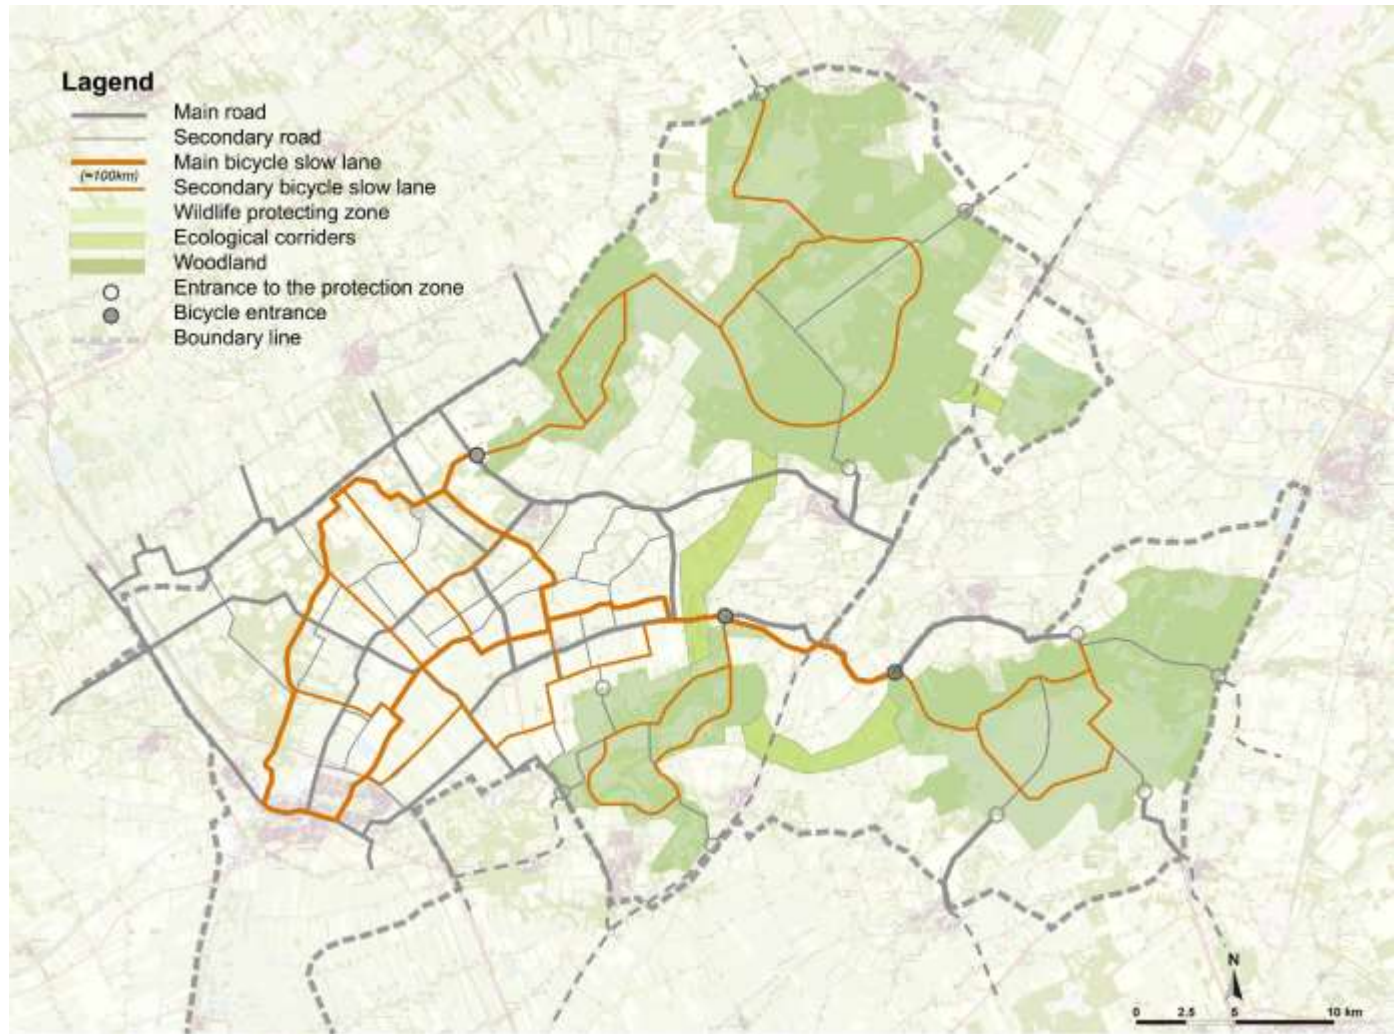 Lagend
Main road
Secondary road
Main bicycle slow lane
(≈100km)
Secondary bicycle slow lane
Wildlife protecting zone
Ecological corriders
Woodland
Entrance to the protection zone
Bicycle entrance
Boundary line
N
0 2.5 5 10 km